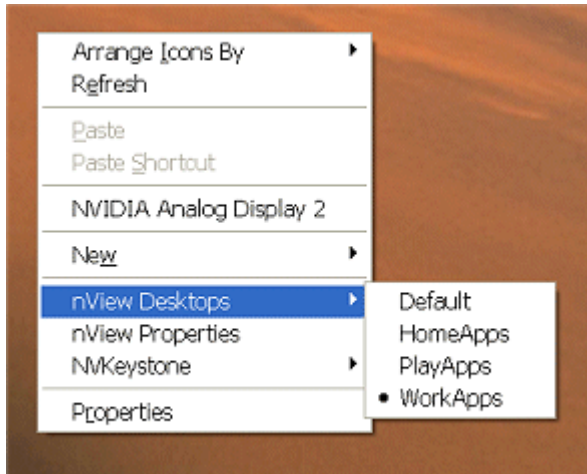 Arrange Icons By
Refresh
Paste
Paste Shortcut
NVIDIA Analog Display 2
New
nView Desktops
nView Properties
NVKeystone
Properties
Default
HomeApps
PlayApps
WorkApps